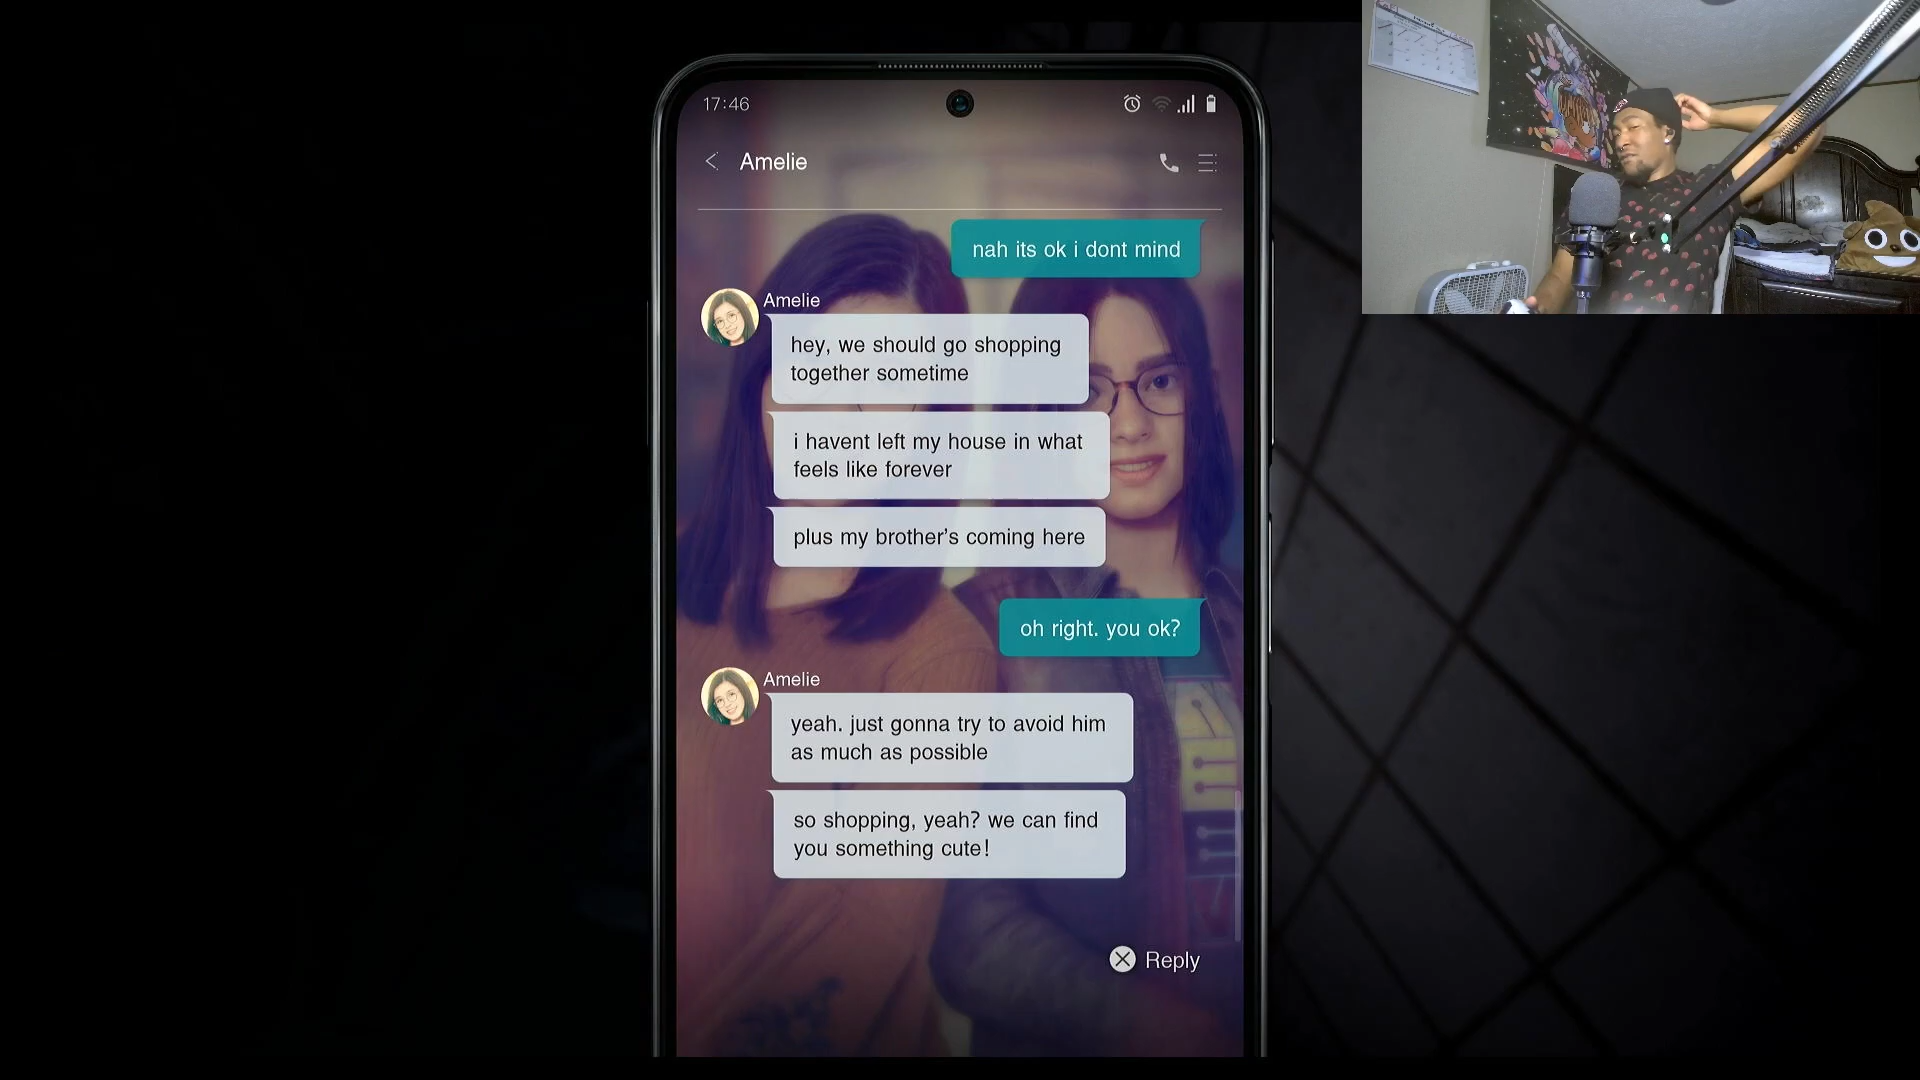 17:46
Amelie
nah its ok i dont mind
Amelie
hey, we should go shopping
together sometime
i havent left my house in what
feels like forever
plus my brother's coming here
oh right. you ok?
Amelie
yeah. just gonna try to avoid him
as much as possible
so shopping, yeah? we can find
you something cute!
Reply